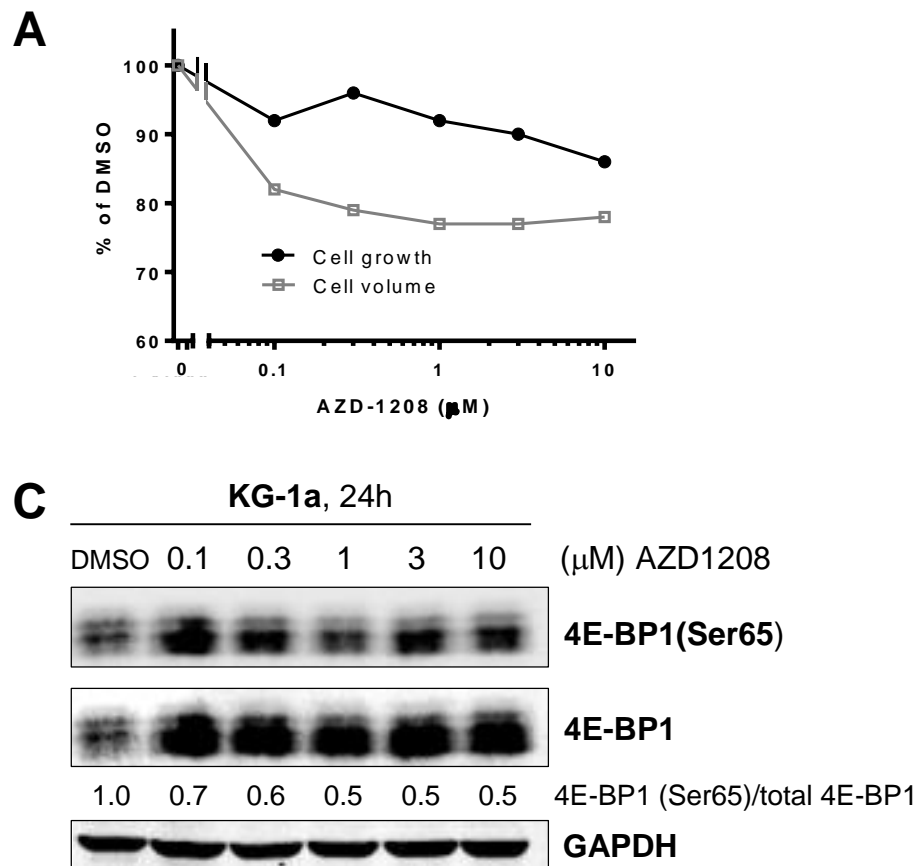 A
100
90
80
70
60
% of DMSO
Cell growth
Cell volume
0 0.1 1 10
AZD-1208 (μM)
C
KG-1a, 24h
DMSO 0.1 0.3 1 3 10 (μM) AZD1208
4E-BP1(Ser65)
4E-BP1
1.0 0.7 0.6 0.5 0.5 0.5 4E-BP1 (Ser65)/total 4E-BP1
GAPDH